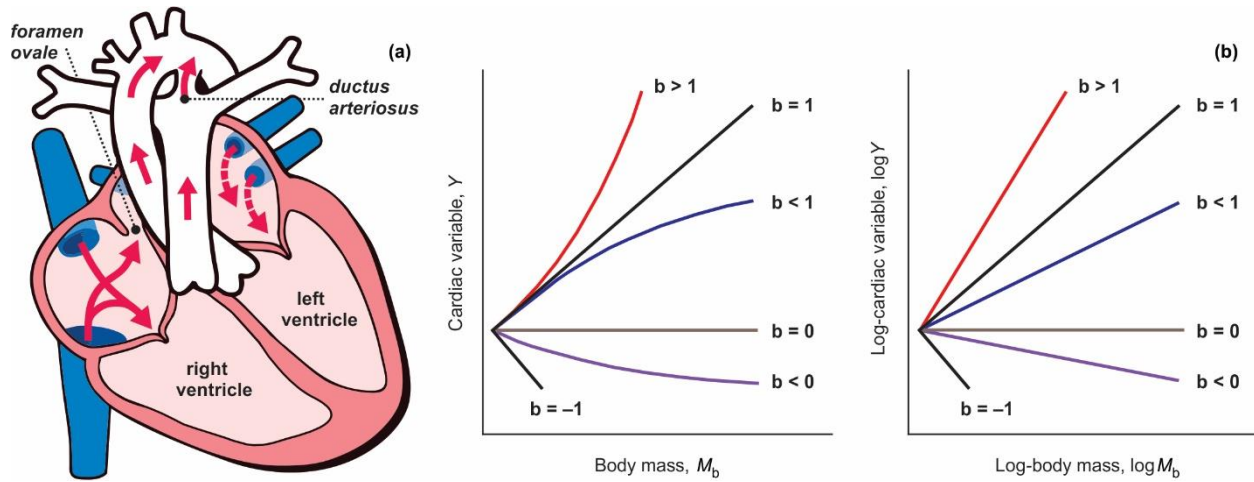 foramen
ovale
(a)
ductus
arteriosus
left
ventricle
right
ventricle
Cardiac variable, Y
b > 1
b = 1
b < 1
b = 0
b < 0
b = –1
Body mass, Mb
(b)
Log-cardiac variable, logY
b > 1
b = 1
b < 1
b = 0
b < 0
b = –1
Log-body mass, logMb